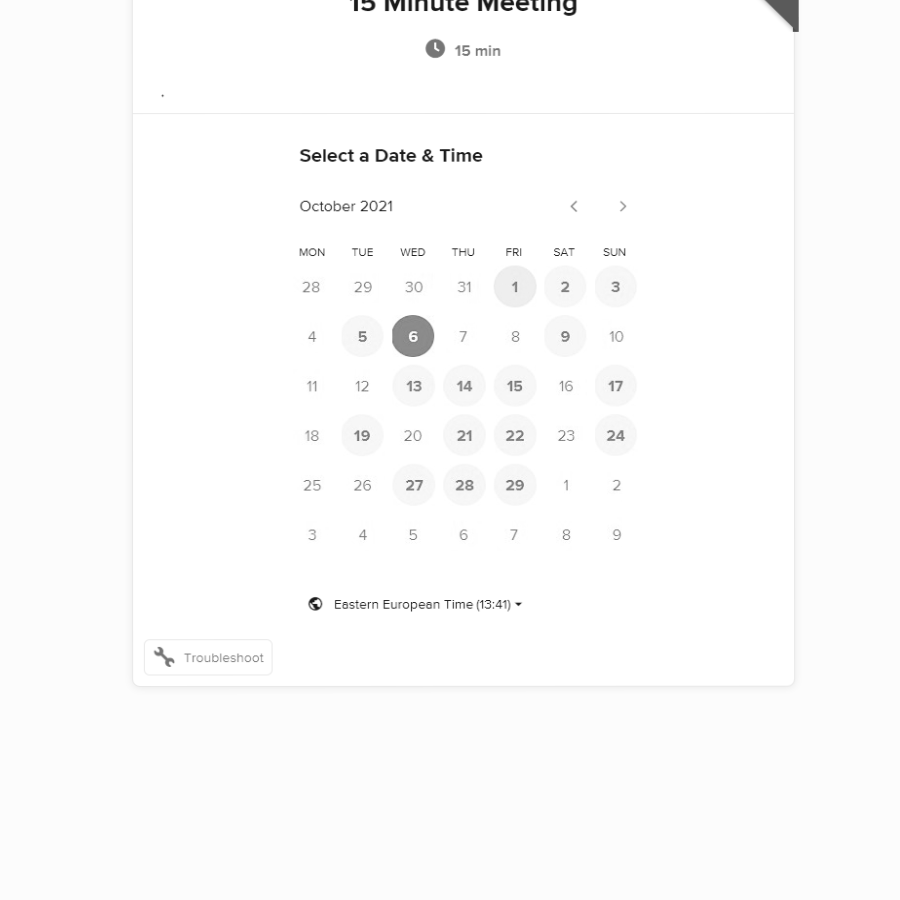 15 Minute Meeting
15 min
.
Select a Date & Time
October 2021
MON TUE WED THU FRI SAT SUN
28 29 30 31 1 2 3
4 5 6 7 8 9 10
11 12 13 14 15 16 17
18 19 20 21 22 23 24
25 26 27 28 29 1 2
3 4 5 6 7 8 9
Eastern European Time (13:41)
Troubleshoot